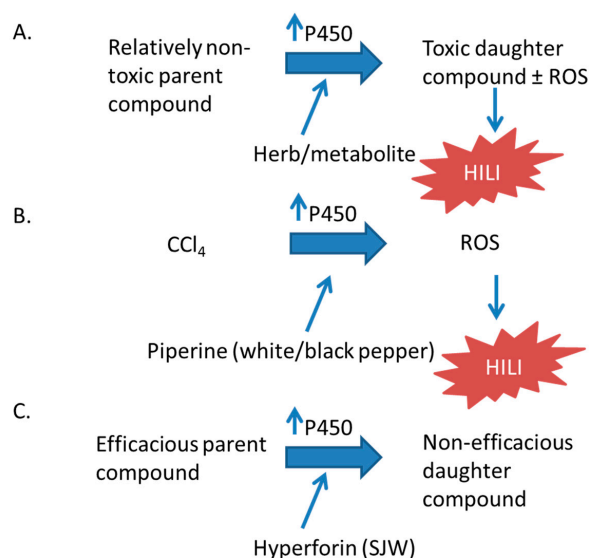 A.
P450
Relatively non-
toxic parent
compound
Toxic daughter
compound ± ROS
Herb/metabolite
HILI
B.
P450
CCl₄
ROS
Piperine (white/black pepper)
HILI
C.
P450
Efficacious parent
compound
Non-efficacious
daughter
compound
Hyperforin (SJW)